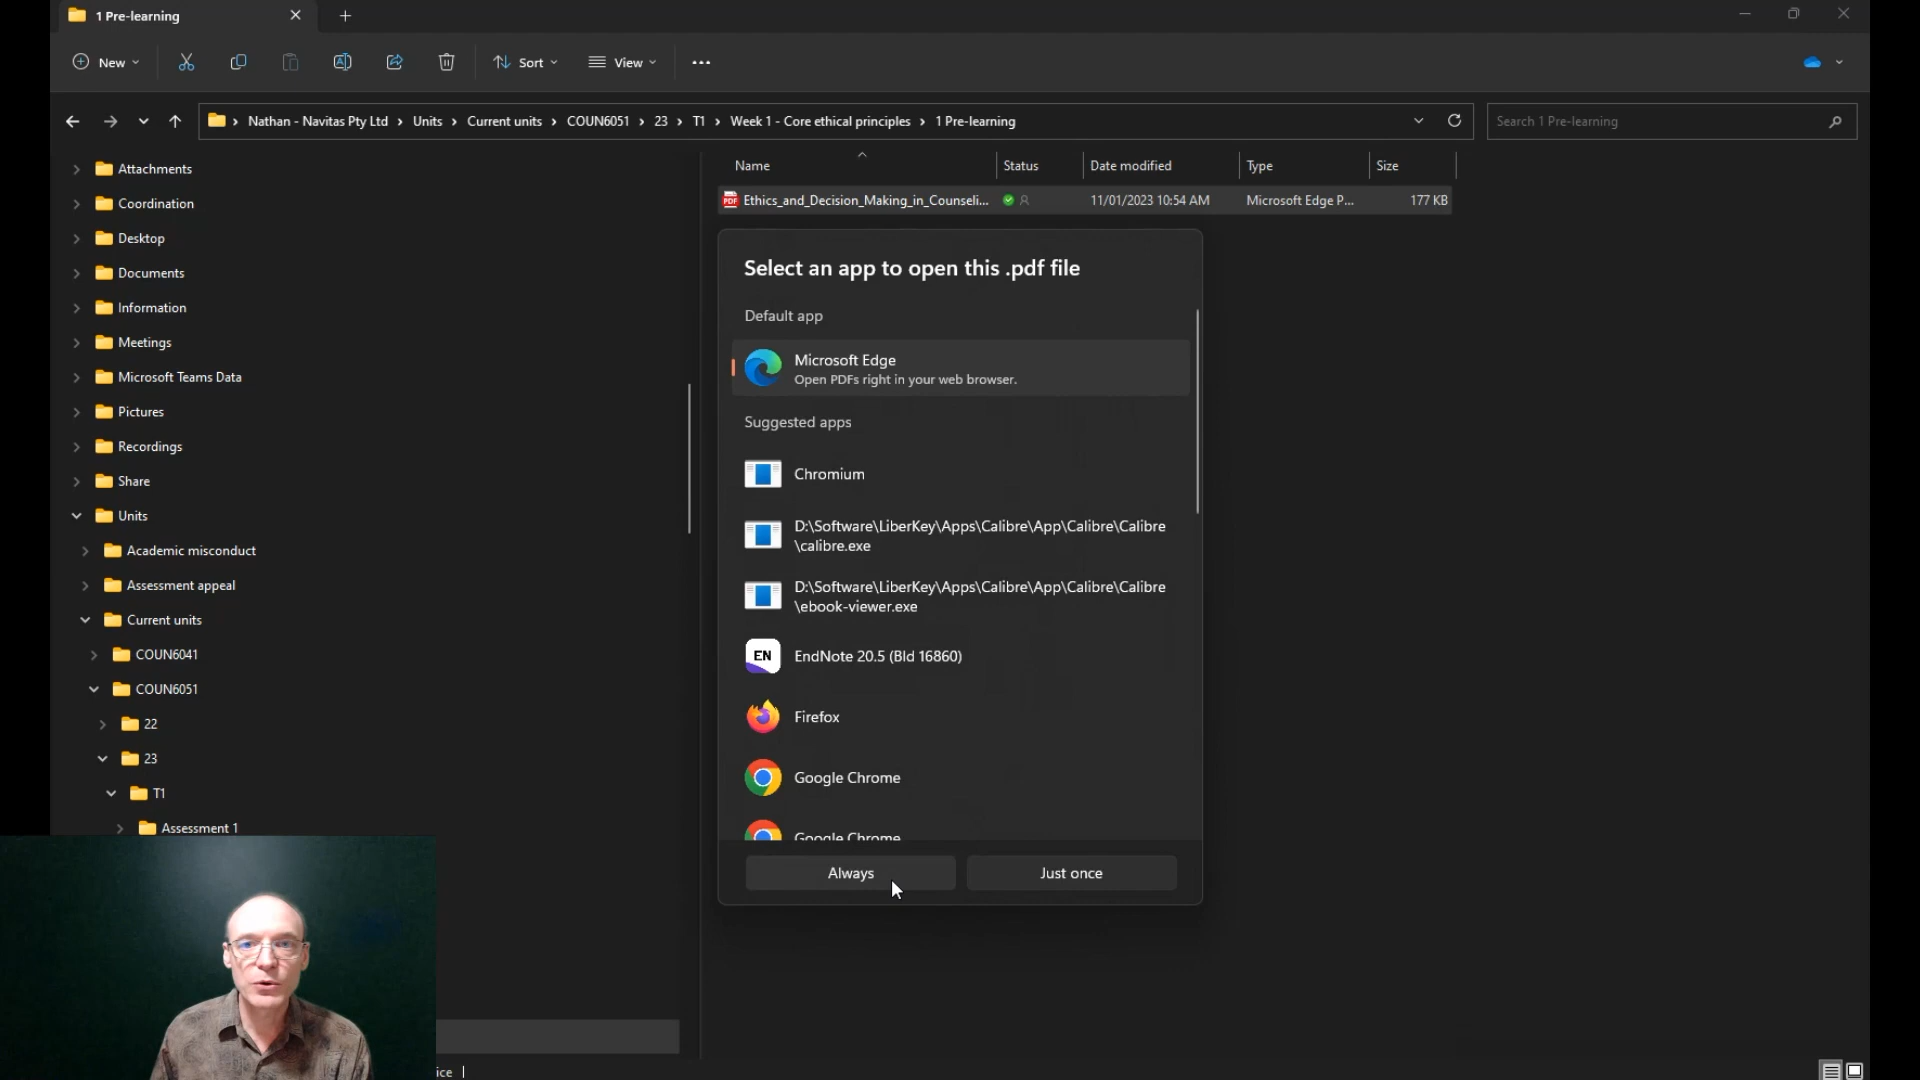 1 Pre-learning
New
Sort
View
Nathan - Navitas Pty Ltd > Units > Current units > COUN6051 > 23 > T1 > Week 1 - Core ethical principles > 1 Pre-learning
Search 1 Pre-learning
Attachments
Coordination
Desktop
Documents
Information
Meetings
Microsoft Teams Data
Pictures
Recordings
Share
Units
Academic misconduct
Assessment appeal
Current units
COUN6041
COUN6051
22
23
T1
Assessment 1
ice
Name Status Date modified Type Size
PDF Ethics_and_Decision_Making_in_Counseli... 11/01/2023 10:54 AM Microsoft Edge P... 177 KB
Select an app to open this .pdf file
Default app
Microsoft Edge
Open PDFs right in your web browser.
Suggested apps
Chromium
D:\Software\LiberKey\Apps\Calibre\App\Calibre\Calibre
\calibre.exe
D:\Software\LiberKey\Apps\Calibre\App\Calibre\Calibre
\ebook-viewer.exe
EN EndNote 20.5 (Bld 16860)
Firefox
Google Chrome
Google Chrome
Always
Just once